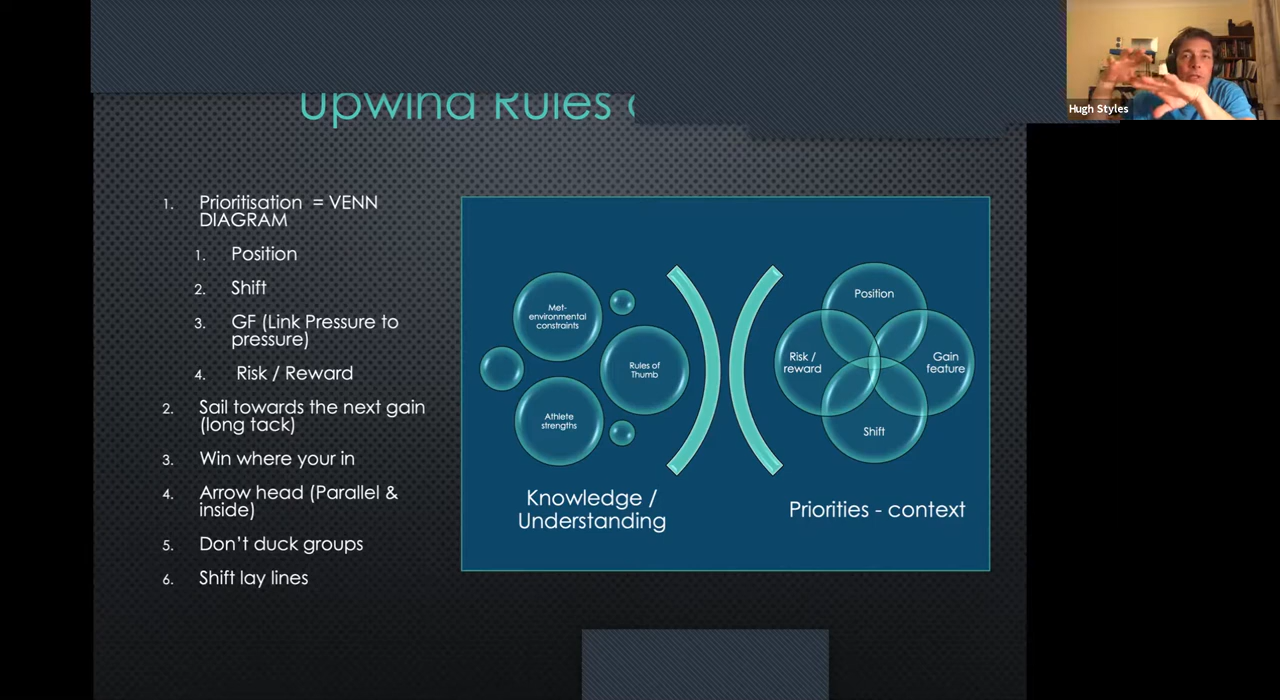 Upwind Rules
Hugh Styles
1. Prioritisation = VENN
DIAGRAM
1. Position
2. Shift
3. GF (Link Pressure to
pressure)
4. Risk / Reward
2. Sail towards the next gain
(long tack)
3. Win where your in
4. Arrow head (Parallel &
inside)
5. Don't duck groups
6. Shift lay lines
Met-
environmental
constraints
Rules of
Thumb
Athlete
strengths
Knowledge /
Understanding
Position
Risk /
reward
Gain
feature
Shift
Priorities - context